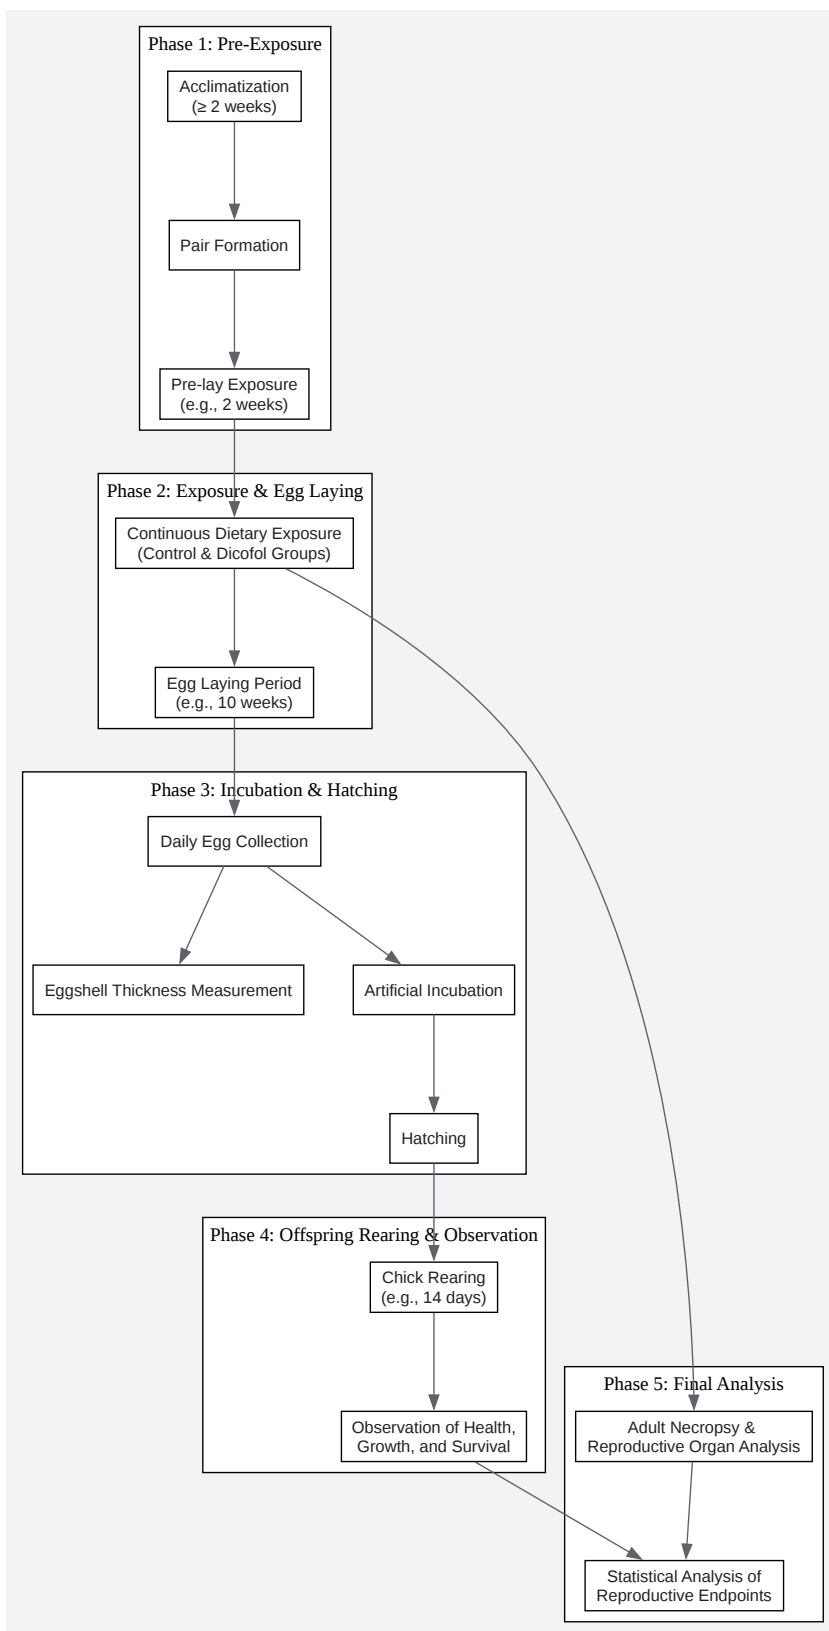 Phase 1: Pre-Exposure
Acclimatization
(≥ 2 weeks)
Pair Formation
Pre-lay Exposure
(e.g., 2 weeks)
Phase 2: Exposure & Egg Laying
Continuous Dietary Exposure
(Control & Dicofol Groups)
Egg Laying Period
(e.g., 10 weeks)
Phase 3: Incubation & Hatching
Daily Egg Collection
Eggshell Thickness Measurement
Artificial Incubation
Hatching
Phase 4: Offspring Rearing & Observation
Chick Rearing
(e.g., 14 days)
Observation of Health,
Growth, and Survival
Phase 5: Final Analysis
Adult Necropsy &
Reproductive Organ Analysis
Statistical Analysis of
Reproductive Endpoints